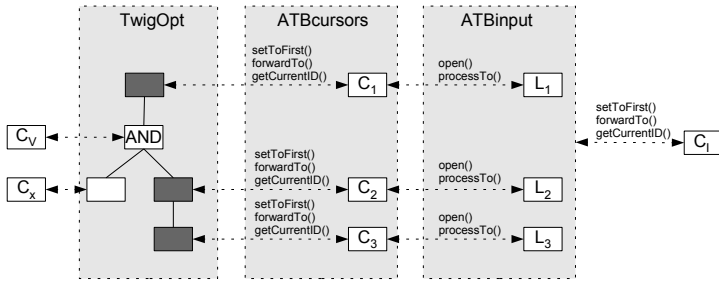 TwigOpt
ATBcursors
ATBinput
setToFirst()
forwardTo()
getCurrentID()
C1
open()
processTo()
L1
setToFirst()
forwardTo()
getCurrentID()
CI
CV
AND
setToFirst()
forwardTo()
getCurrentID()
C2
open()
processTo()
L2
Cx
setToFirst()
forwardTo()
getCurrentID()
C3
open()
processTo()
L3